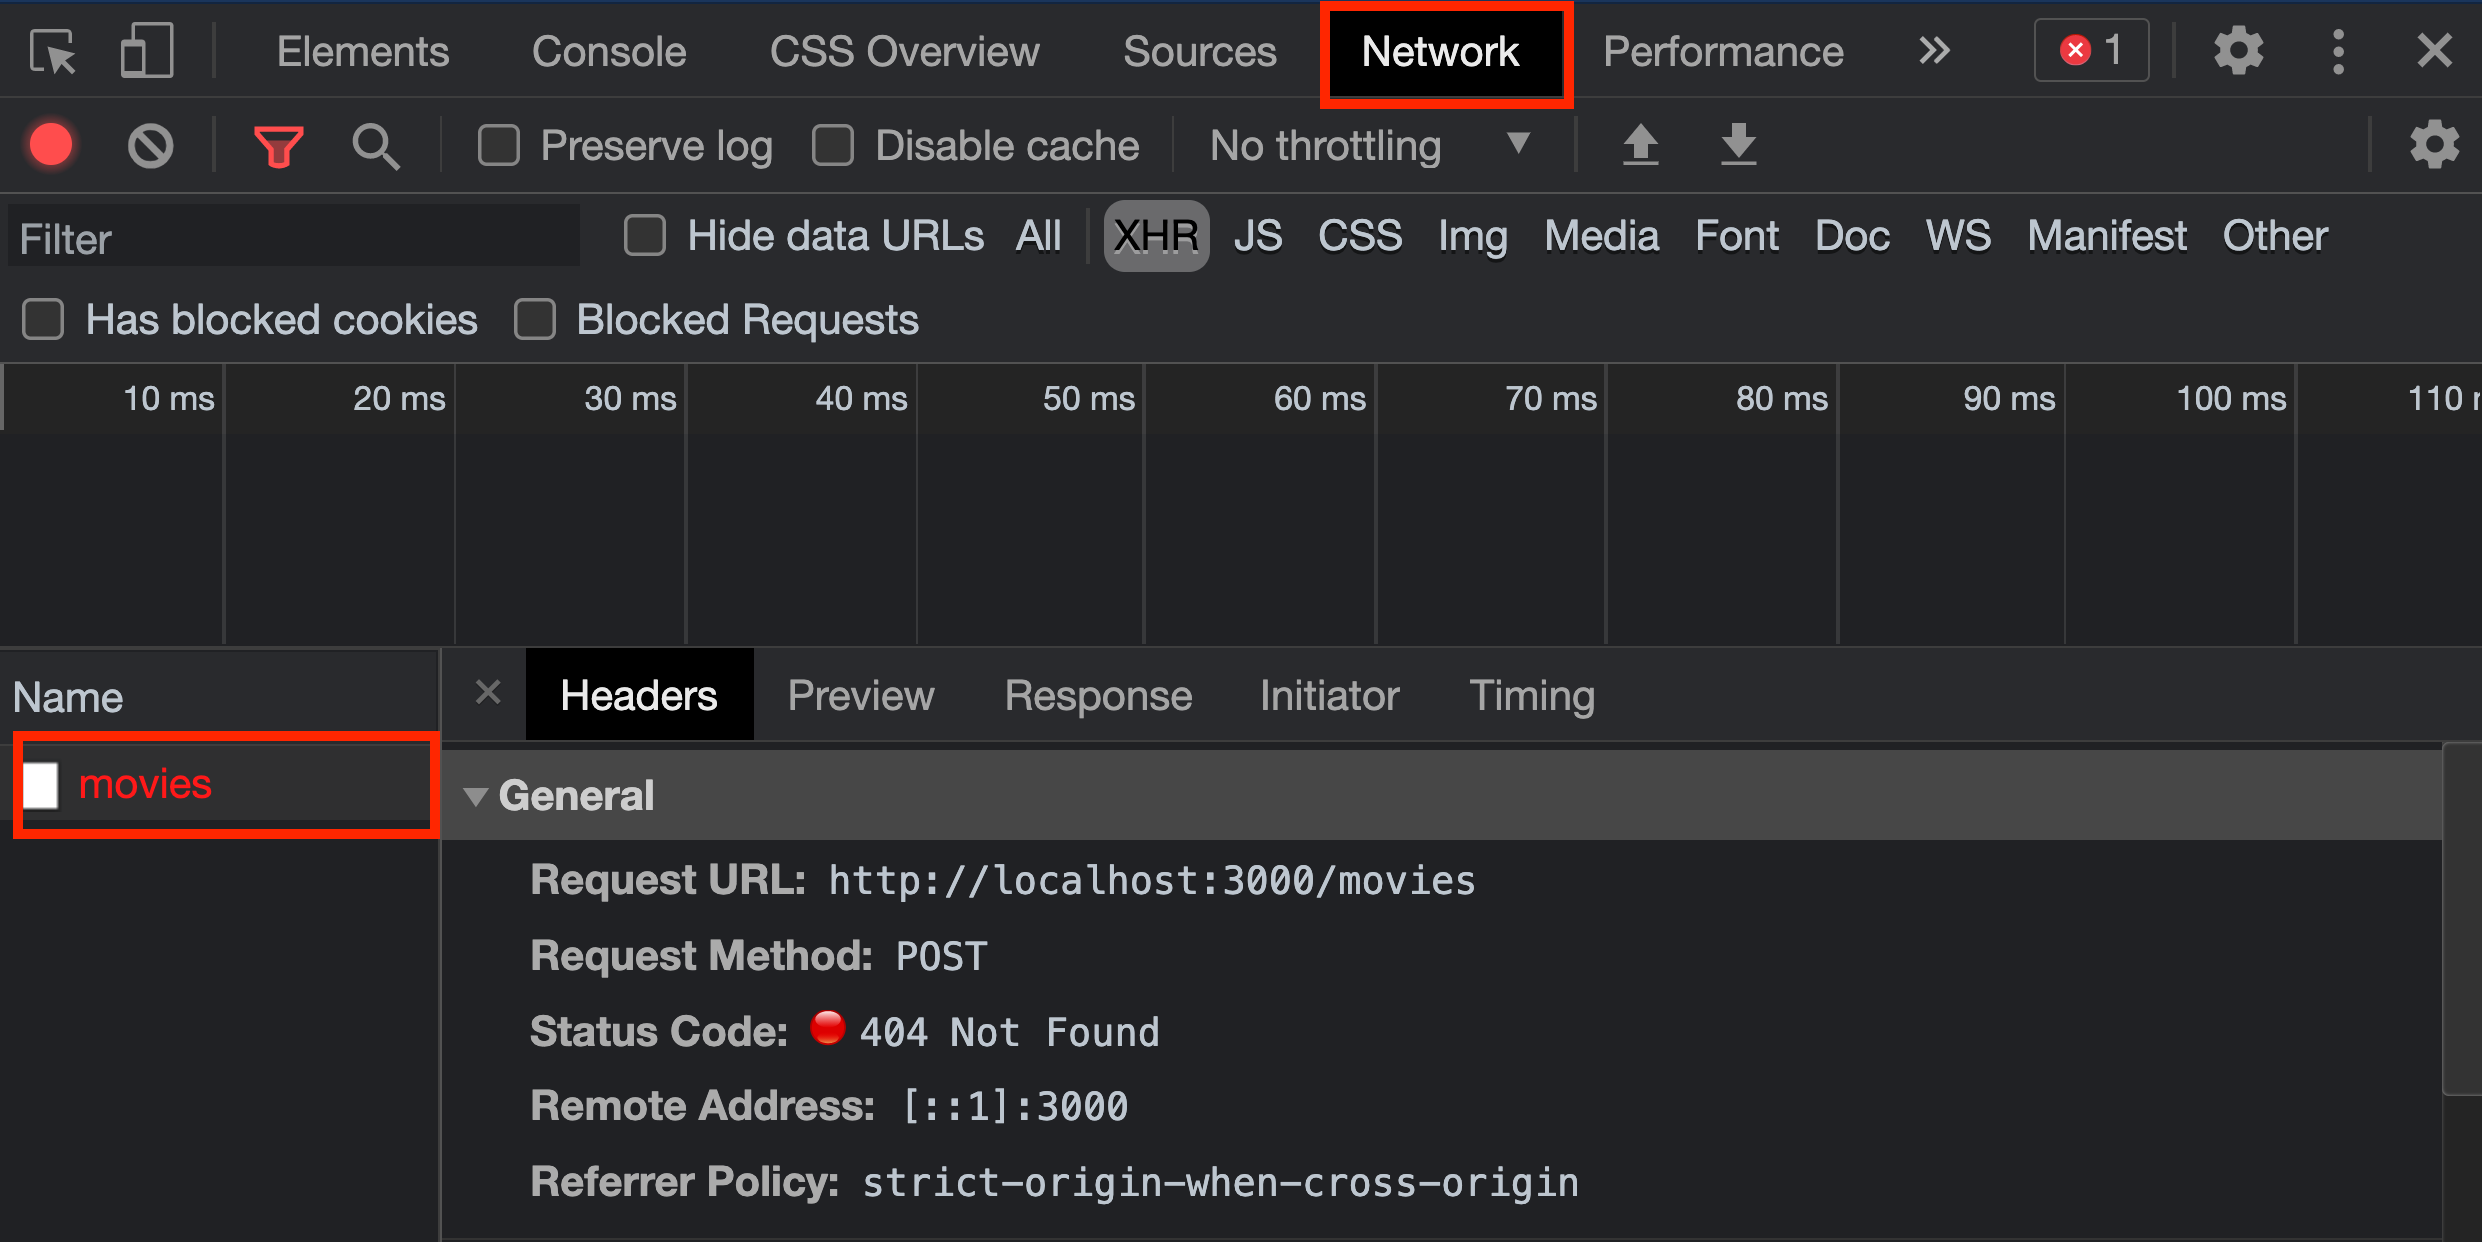 Elements Console CSS Overview Sources Network Performance » 1
Preserve log Disable cache No throttling
Filter Hide data URLs All XHR JS CSS Img Media Font Doc WS Manifest Other
Has blocked cookies Blocked Requests
10 ms 20 ms 30 ms 40 ms 50 ms 60 ms 70 ms 80 ms 90 ms 100 ms 110
Name Headers Preview Response Initiator Timing
movies
General
Request URL: http://localhost:3000/movies
Request Method: POST
Status Code: 404 Not Found
Remote Address: [::1]:3000
Referrer Policy: strict-origin-when-cross-origin